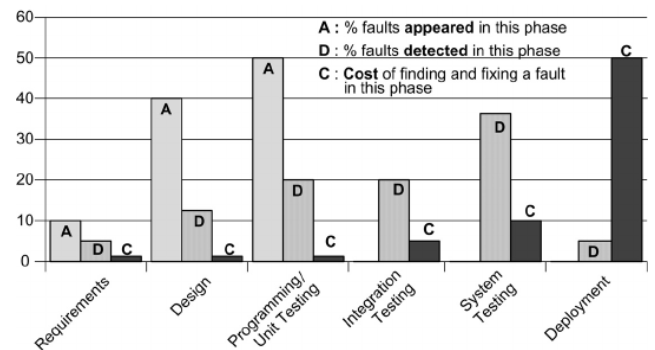 60
50
40
30
20
10
0
A : % faults appeared in this phase
D : % faults detected in this phase
C : Cost of finding and fixing a fault
in this phase
A
D
C
A
D
C
A
D
C
D
C
D
C
D
C
Requirements
Design
Programming/
Unit Testing
Integration
Testing
System
Testing
Deployment